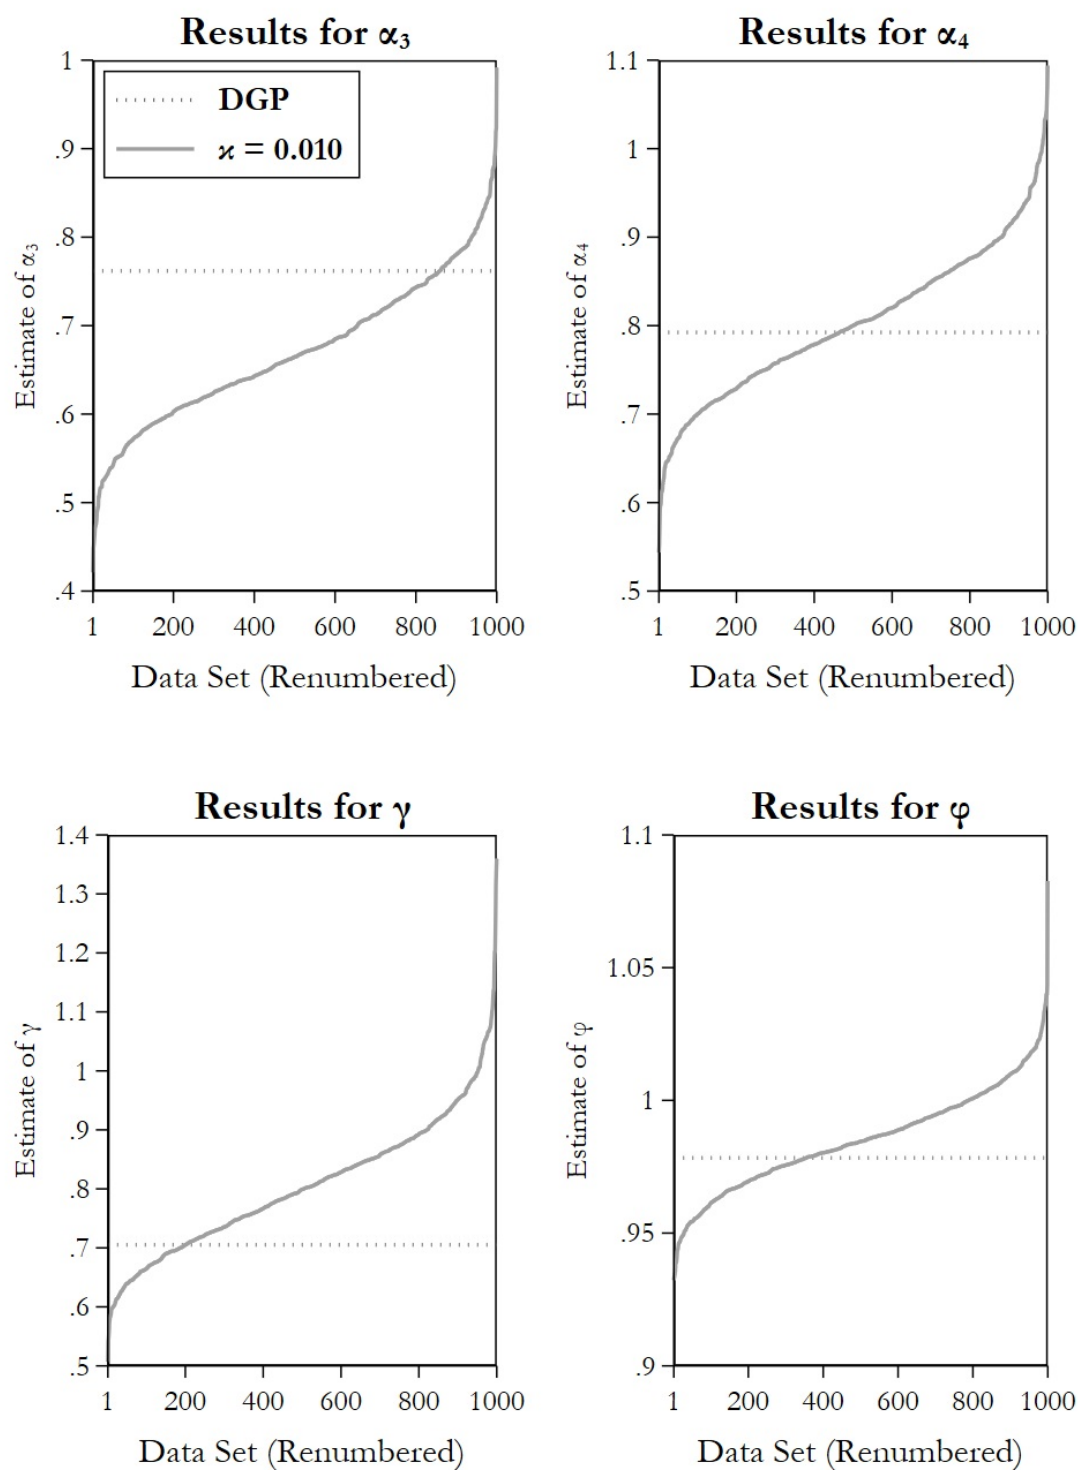 Results for α3
1
.9
.8
.7
.6
.5
.4
DGP
ϰ = 0.010
Estimate of α3
1 200 400 600 800 1000
Data Set (Renumbered)
Results for α4
1.1
1
.9
.8
.7
.6
.5
Estimate of α4
1 200 400 600 800 1000
Data Set (Renumbered)
Results for γ
1.4
1.3
1.2
1.1
1
.9
.8
.7
.6
.5
Estimate of γ
1 200 400 600 800 1000
Data Set (Renumbered)
Results for φ
1.1
1.05
1
.95
.9
Estimate of φ
1 200 400 600 800 1000
Data Set (Renumbered)